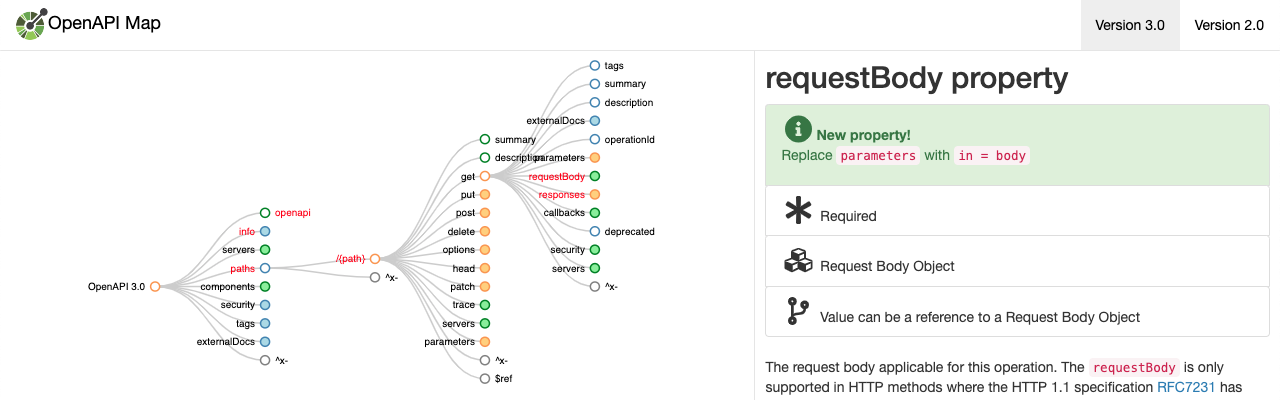 OpenAPI Map
Version 3.0
Version 2.0
OpenAPI 3.0
openapi
info
servers
paths
components
security
tags
externalDocs
^x-
/{path}
^x-
summary
description
get
put
post
delete
options
head
patch
trace
servers
parameters
^x-
$ref
tags
summary
description
externalDocs
operationId
parameters
requestBody
responses
callbacks
deprecated
security
servers
^x-
requestBody property
New property!
Replace parameters with in = body
Required
Request Body Object
Value can be a reference to a Request Body Object
The request body applicable for this operation. The requestBody is only
supported in HTTP methods where the HTTP 1.1 specification RFC7231 has